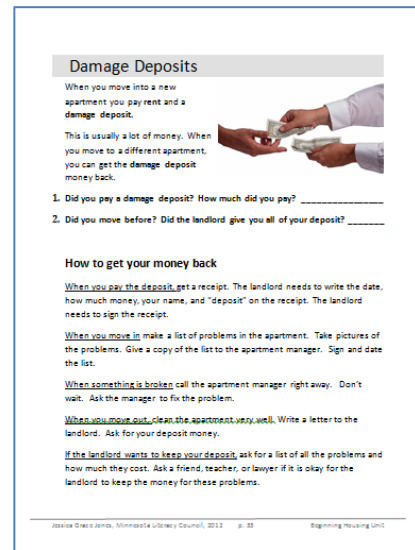 Damage Deposits
When you move into a new
apartment you pay rent and a
damage deposit.
This is usually a lot of money. When
you move to a different apartment,
you can get the damage deposit
money back.
1. Did you pay a damage deposit? How much did you pay? _______________
2. Did you move before? Did the landlord give you all of your deposit? _______
How to get your money back
When you pay the deposit, get a receipt. The landlord needs to write the date,
how much money, your name, and "deposit" on the receipt. The landlord
needs to sign the receipt.
When you move in make a list of problems in the apartment. Take pictures of
the problems. Give a copy of the list to the apartment manager. Sign and date
the list.
When something is broken call the apartment manager right away. Don't
wait. Ask the manager to fix the problem.
When you move out, clean the apartment very well. Write a letter to the
landlord. Ask for your deposit money.
If the landlord wants to keep your deposit, ask for a list of all the problems and
how much they cost. Ask a friend, teacher, or lawyer if it is okay for the
landlord to keep the money for these problems.
Jessica Grace Jones, Minnesota Literacy Council, 2012 p. 33 Beginning Housing Unit